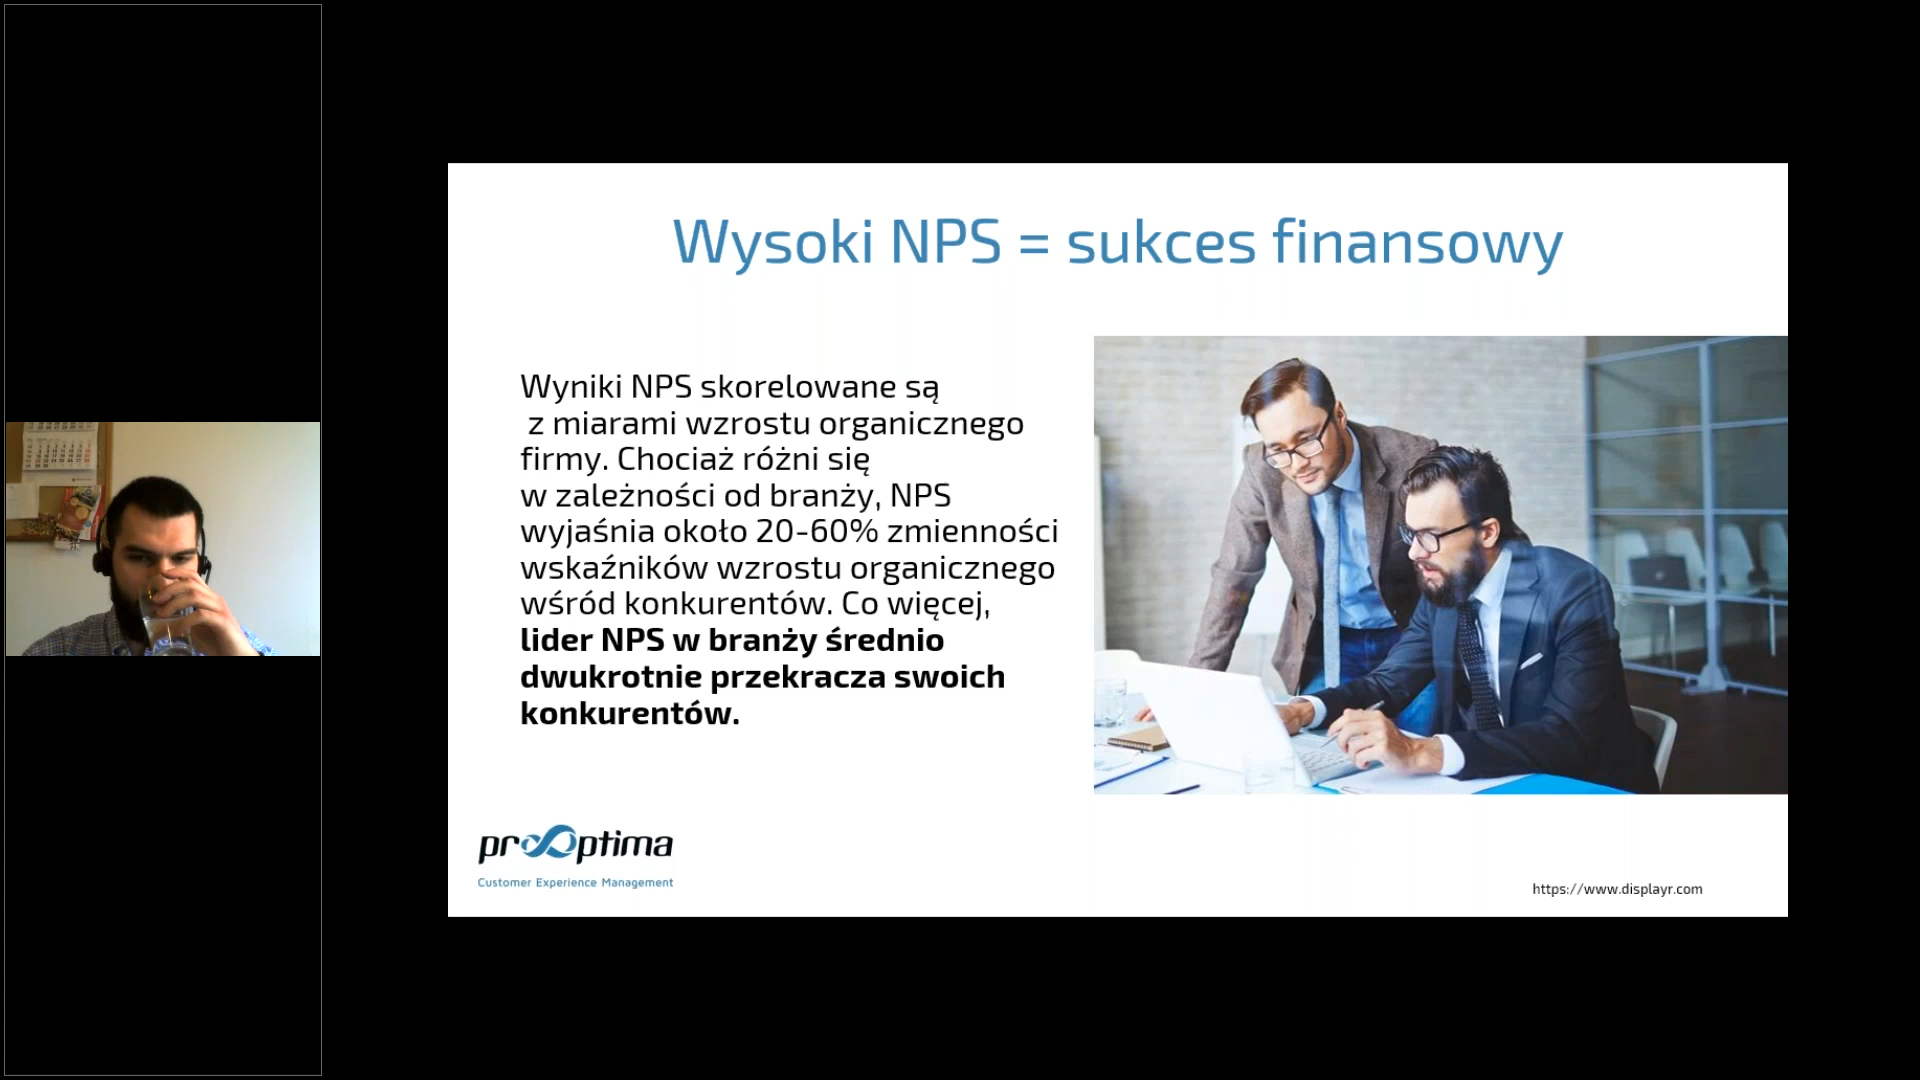 Wysoki NPS = sukces finansowy
Wyniki NPS skorelowane są
z miarami wzrostu organicznego
firmy. Chociaż różni się
w zależności od branży, NPS
wyjaśnia około 20-60% zmienności
wskaźników wzrostu organicznego
wśród konkurentów. Co więcej,
lider NPS w branży średnio
dwukrotnie przekracza swoich
konkurentów.
prooptima
Customer Experience Management
https://www.displayr.com